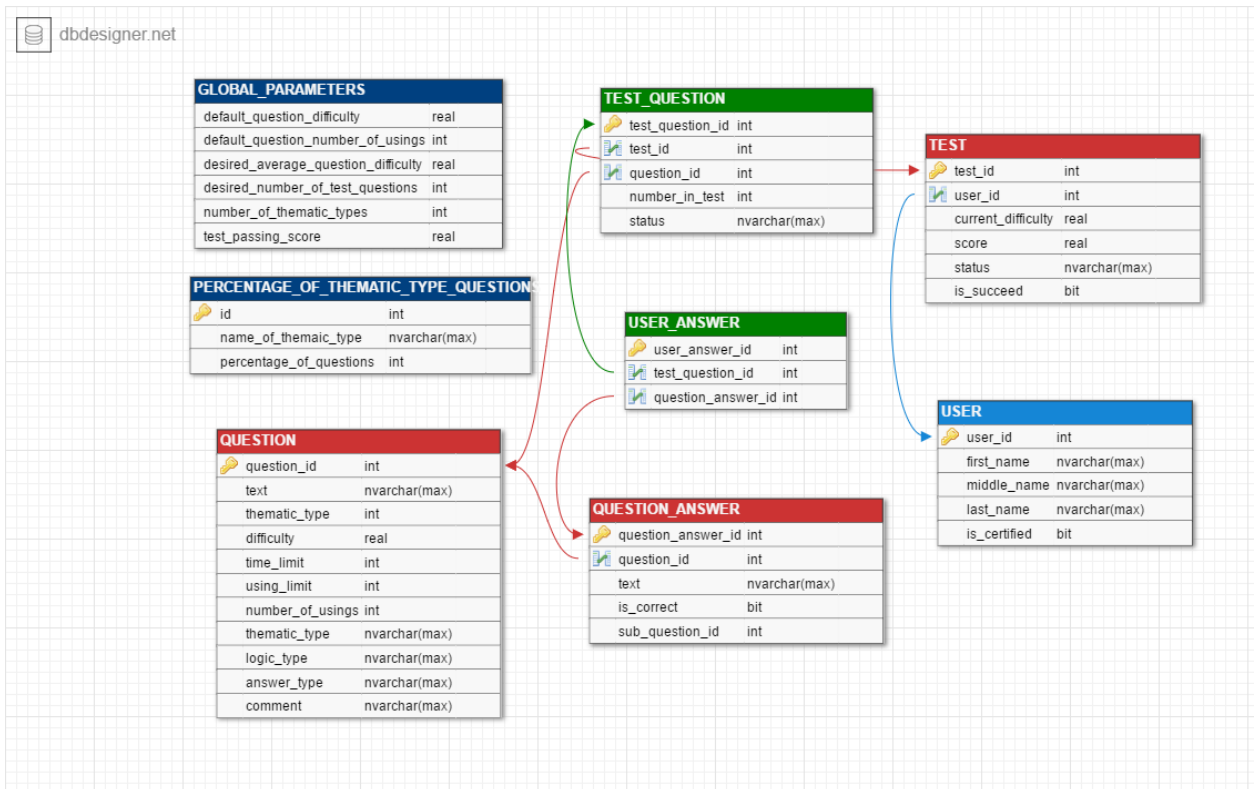 dbdesigner.net
GLOBAL_PARAMETERS
default_question_difficulty real
default_question_number_of_usings int
desired_average_question_difficulty real
desired_number_of_test_questions int
number_of_thematic_types int
test_passing_score real
PERCENTAGE_OF_THEMATIC_TYPE_QUESTIONS
id int
name_of_themaic_type nvarchar(max)
percentage_of_questions int
QUESTION
question_id int
text nvarchar(max)
thematic_type int
difficulty real
time_limit int
using_limit int
number_of_usings int
thematic_type nvarchar(max)
logic_type nvarchar(max)
answer_type nvarchar(max)
comment nvarchar(max)
TEST_QUESTION
test_question_id int
test_id int
question_id int
number_in_test int
status nvarchar(max)
USER_ANSWER
user_answer_id int
test_question_id int
question_answer_id int
QUESTION_ANSWER
question_answer_id int
question_id int
text nvarchar(max)
is_correct bit
sub_question_id int
TEST
test_id int
user_id int
current_difficulty real
score real
status nvarchar(max)
is_succeed bit
USER
user_id int
first_name nvarchar(max)
middle_name nvarchar(max)
last_name nvarchar(max)
is_certified bit